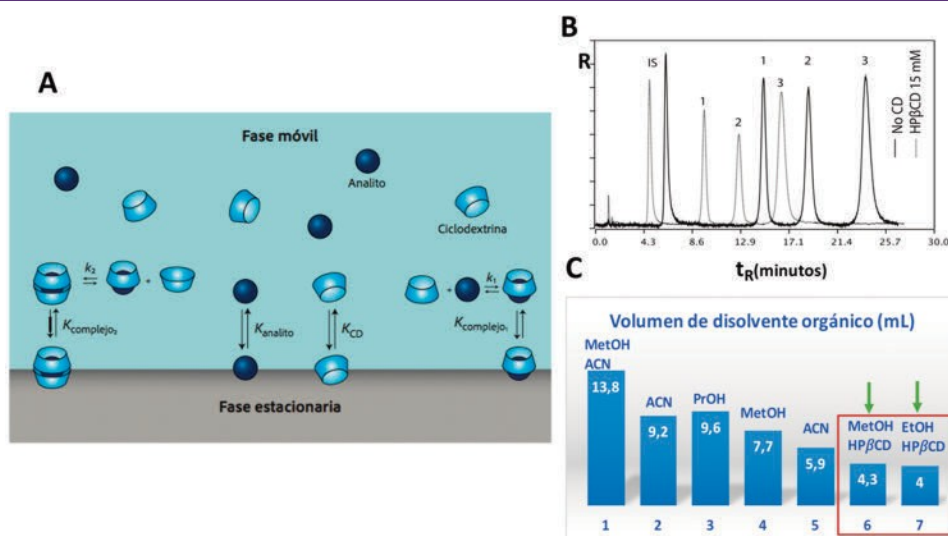 A
Fase móvil
Analito
Ciclodextrina
k₂
+
+
k₁
Kcomplejo₂
Kanalito
KCD
Kcomplejo₁
Fase estacionaria
B
R
IS
1
2
1
3
2
3
No CD
HPβCD 15 mM
0.0 4.3 8.6 12.9 17.1 21.4 25.7 30.0
tR(minutos)
C
Volumen de disolvente orgánico (mL)
MetOH
ACN
13,8
ACN
9,2
PrOH
9,6
MetOH
7,7
ACN
5,9
MetOH
HPβCD
4,3
EtOH
HPβCD
4
1 2 3 4 5 6 7